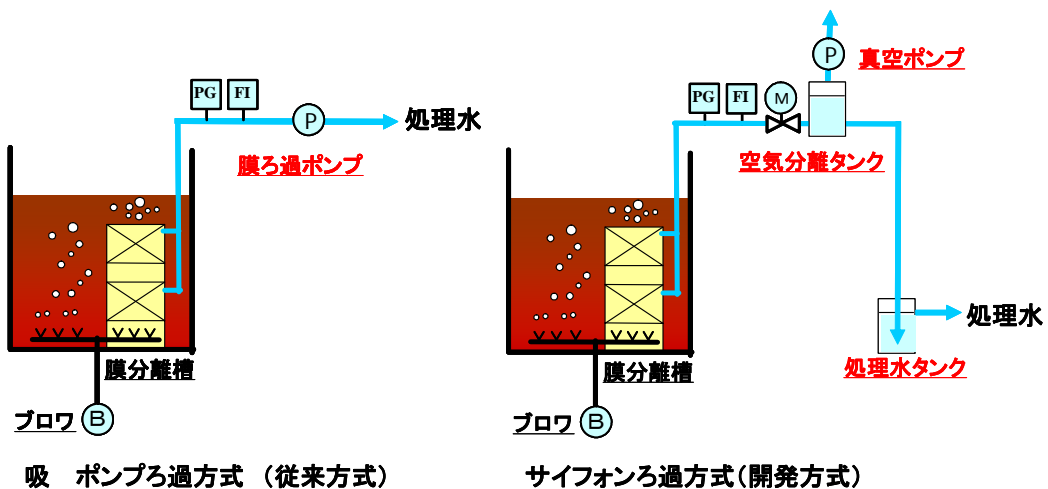 PG FI P 処理水
膜ろ過ポンプ
膜分離槽
ブロワ B
吸 ポンプろ過方式 (従来方式)
P 真空ポンプ
PG FI M
空気分離タンク
処理水
処理水タンク
膜分離槽
ブロワ B
サイフォンろ過方式(開発方式)